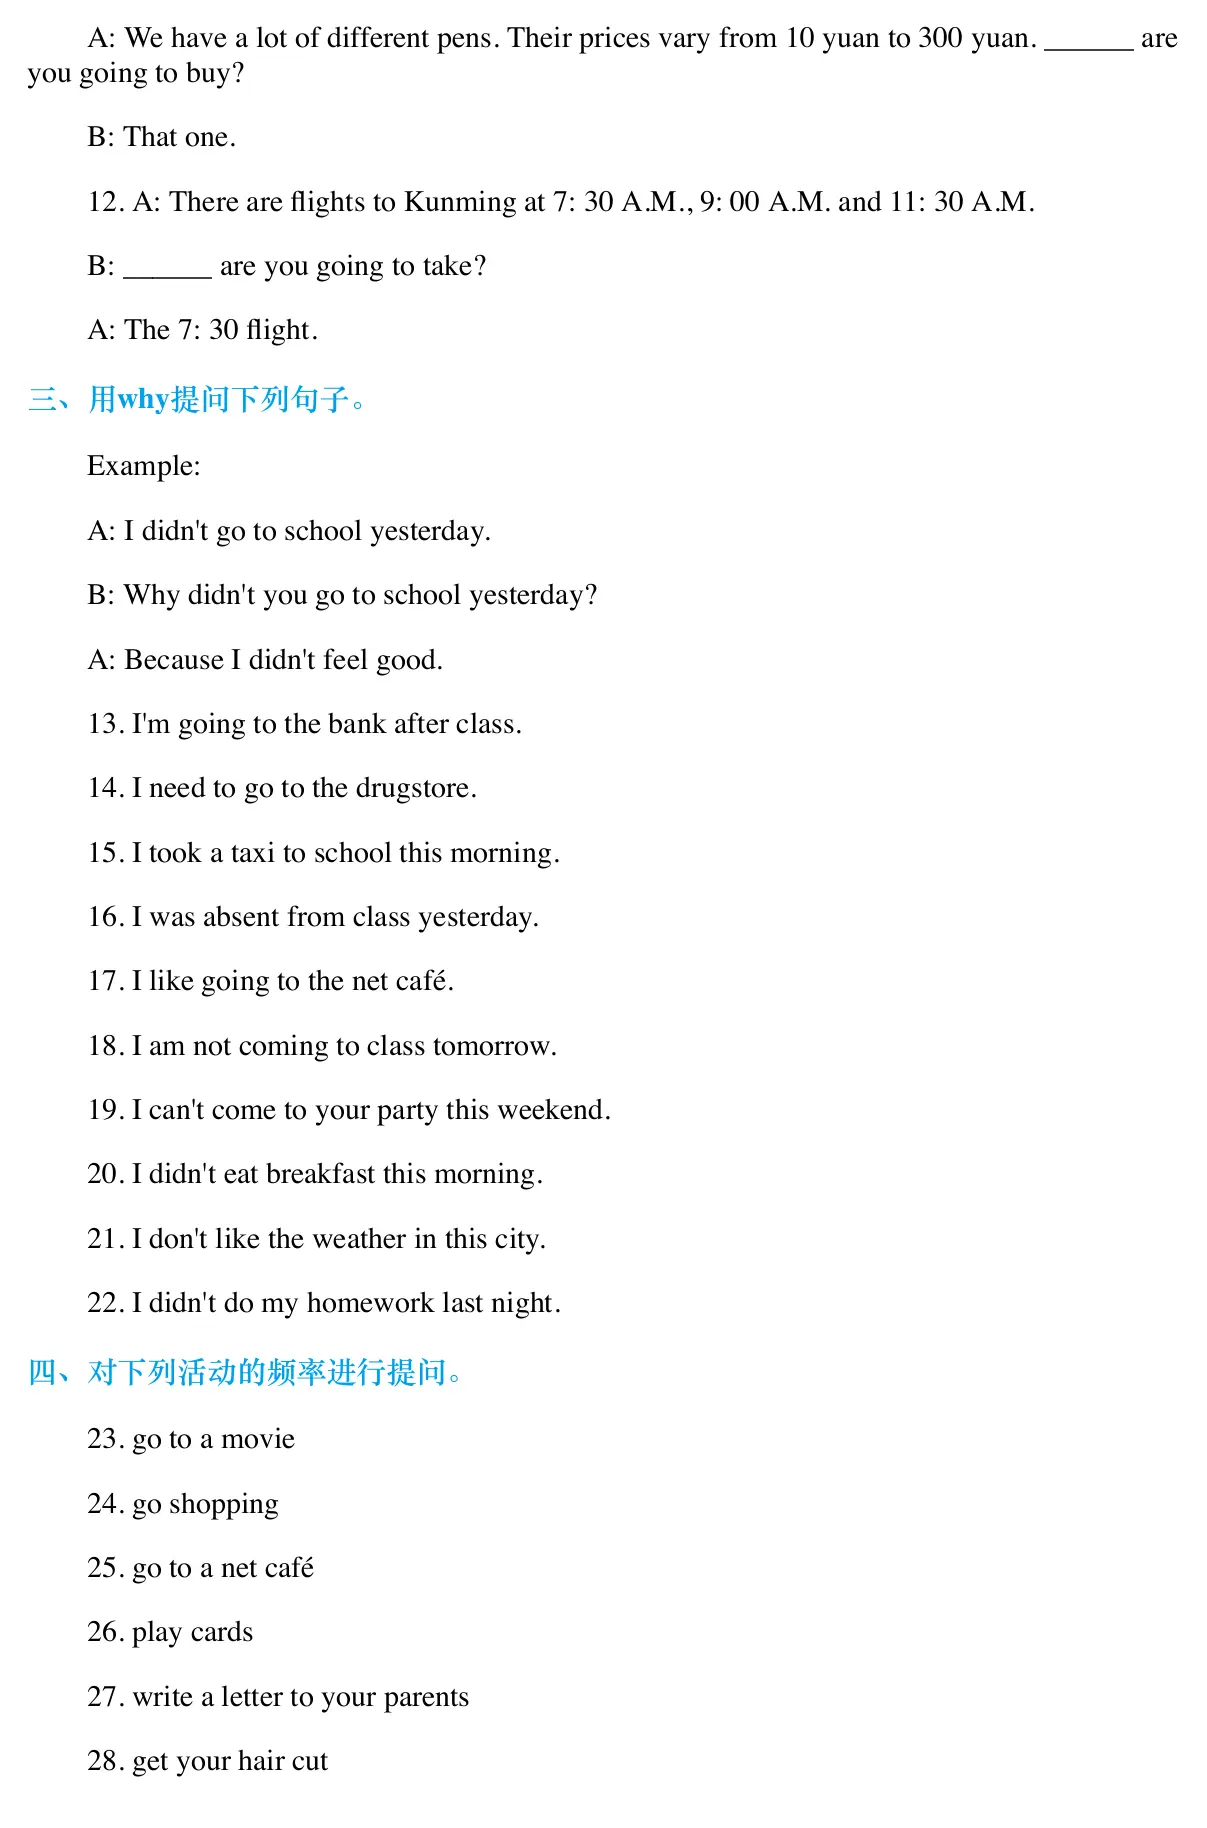 A: We have a lot of different pens. Their prices vary from 10 yuan to 300 yuan. ______ are
you going to buy?
B: That one.
12. A: There are flights to Kunming at 7: 30 A.M., 9: 00 A.M. and 11: 30 A.M.
B: ______ are you going to take?
A: The 7: 30 flight.
三、用why提问下列句子。
Example:
A: I didn't go to school yesterday.
B: Why didn't you go to school yesterday?
A: Because I didn't feel good.
13. I'm going to the bank after class.
14. I need to go to the drugstore.
15. I took a taxi to school this morning.
16. I was absent from class yesterday.
17. I like going to the net café.
18. I am not coming to class tomorrow.
19. I can't come to your party this weekend.
20. I didn't eat breakfast this morning.
21. I don't like the weather in this city.
22. I didn't do my homework last night.
四、对下列活动的频率进行提问。
23. go to a movie
24. go shopping
25. go to a net café
26. play cards
27. write a letter to your parents
28. get your hair cut